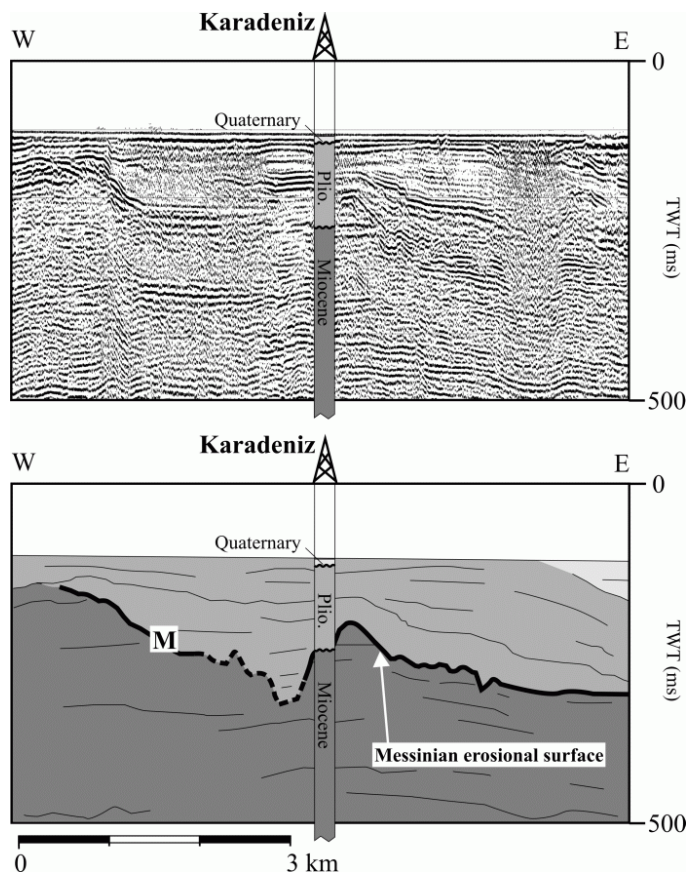 Karadeniz
W
E
0
Quaternary
Plio.
Miocene
TWT (ms)
500
Karadeniz
W
E
0
Quaternary
Plio.
M
Miocene
TWT (ms)
Messinian erosional surface
500
0
3 km